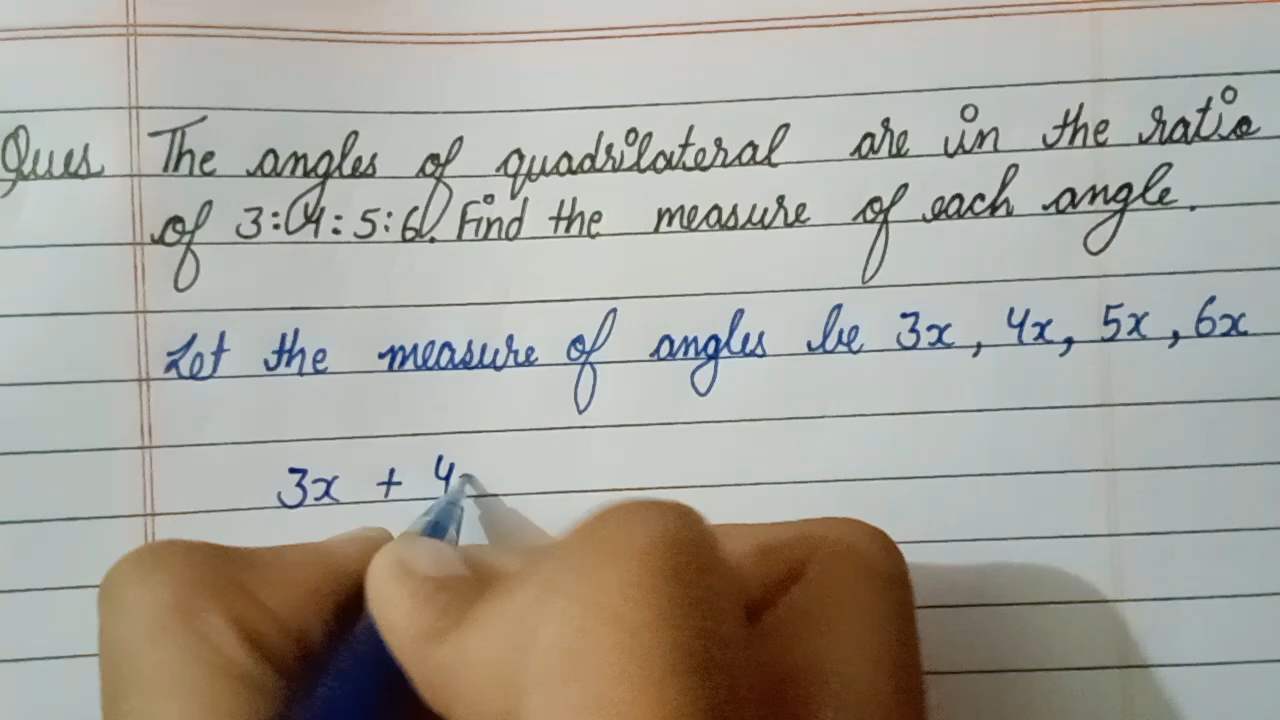 Ques The angles of quadrilateral are in the ratio
of 3:4:5:6. Find the measure of each angle.
Let the measure of angles be 3x, 4x, 5x, 6x
3x + 4